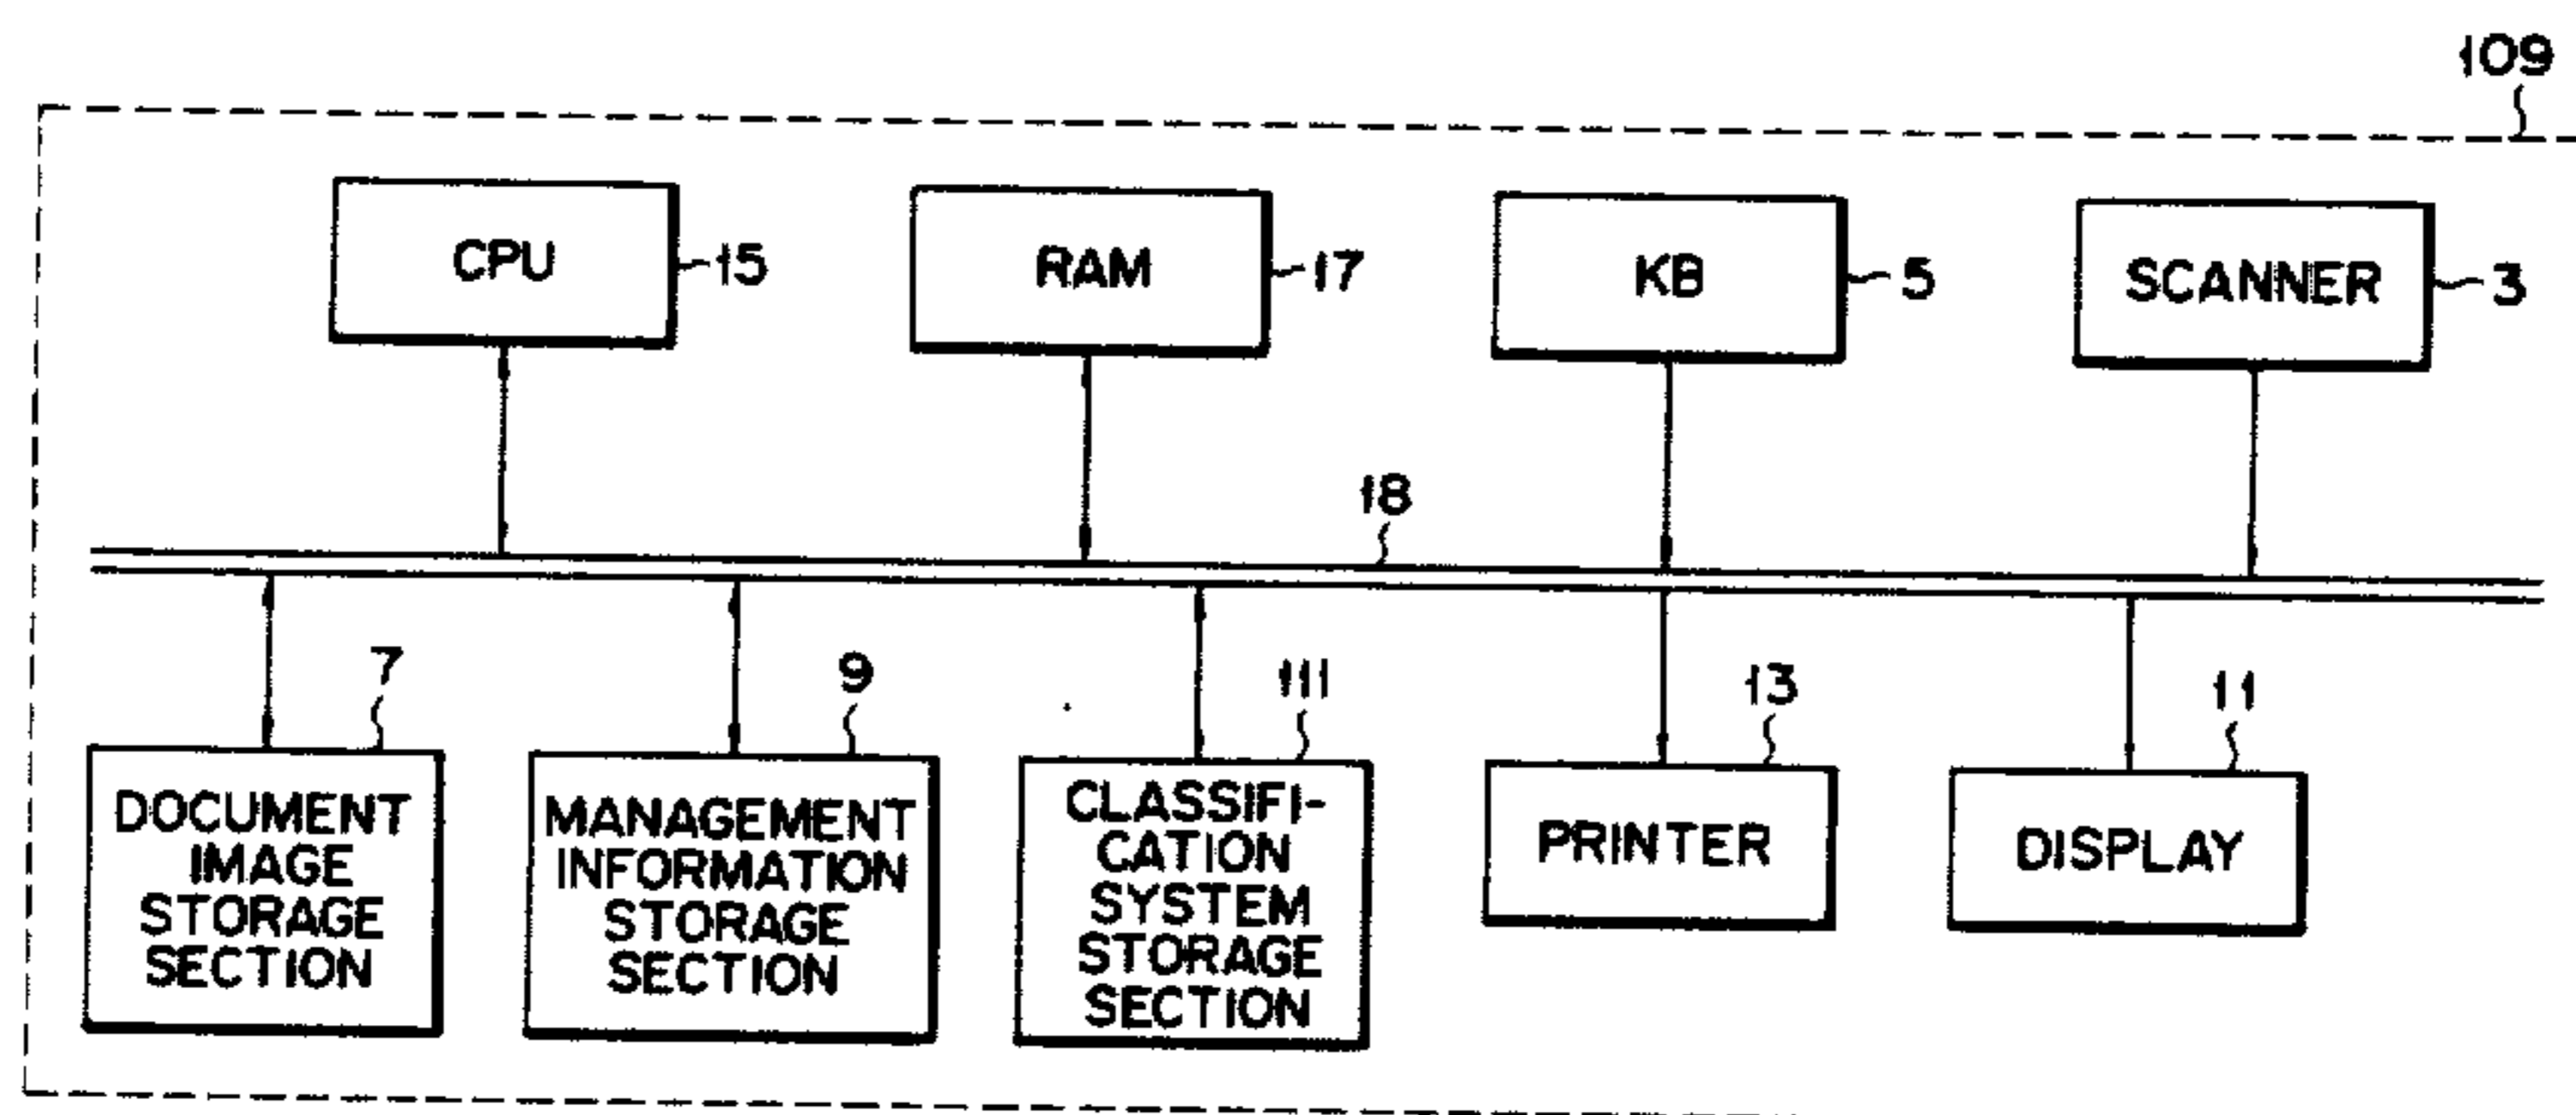 109
CPU
15
RAM
17
KB
5
SCANNER
3
18
7
9
111
13
11
DOCUMENT
IMAGE
STORAGE
SECTION
MANAGEMENT
INFORMATION
STORAGE
SECTION
CLASSIFI-
CATION
SYSTEM
STORAGE
SECTION
PRINTER
DISPLAY